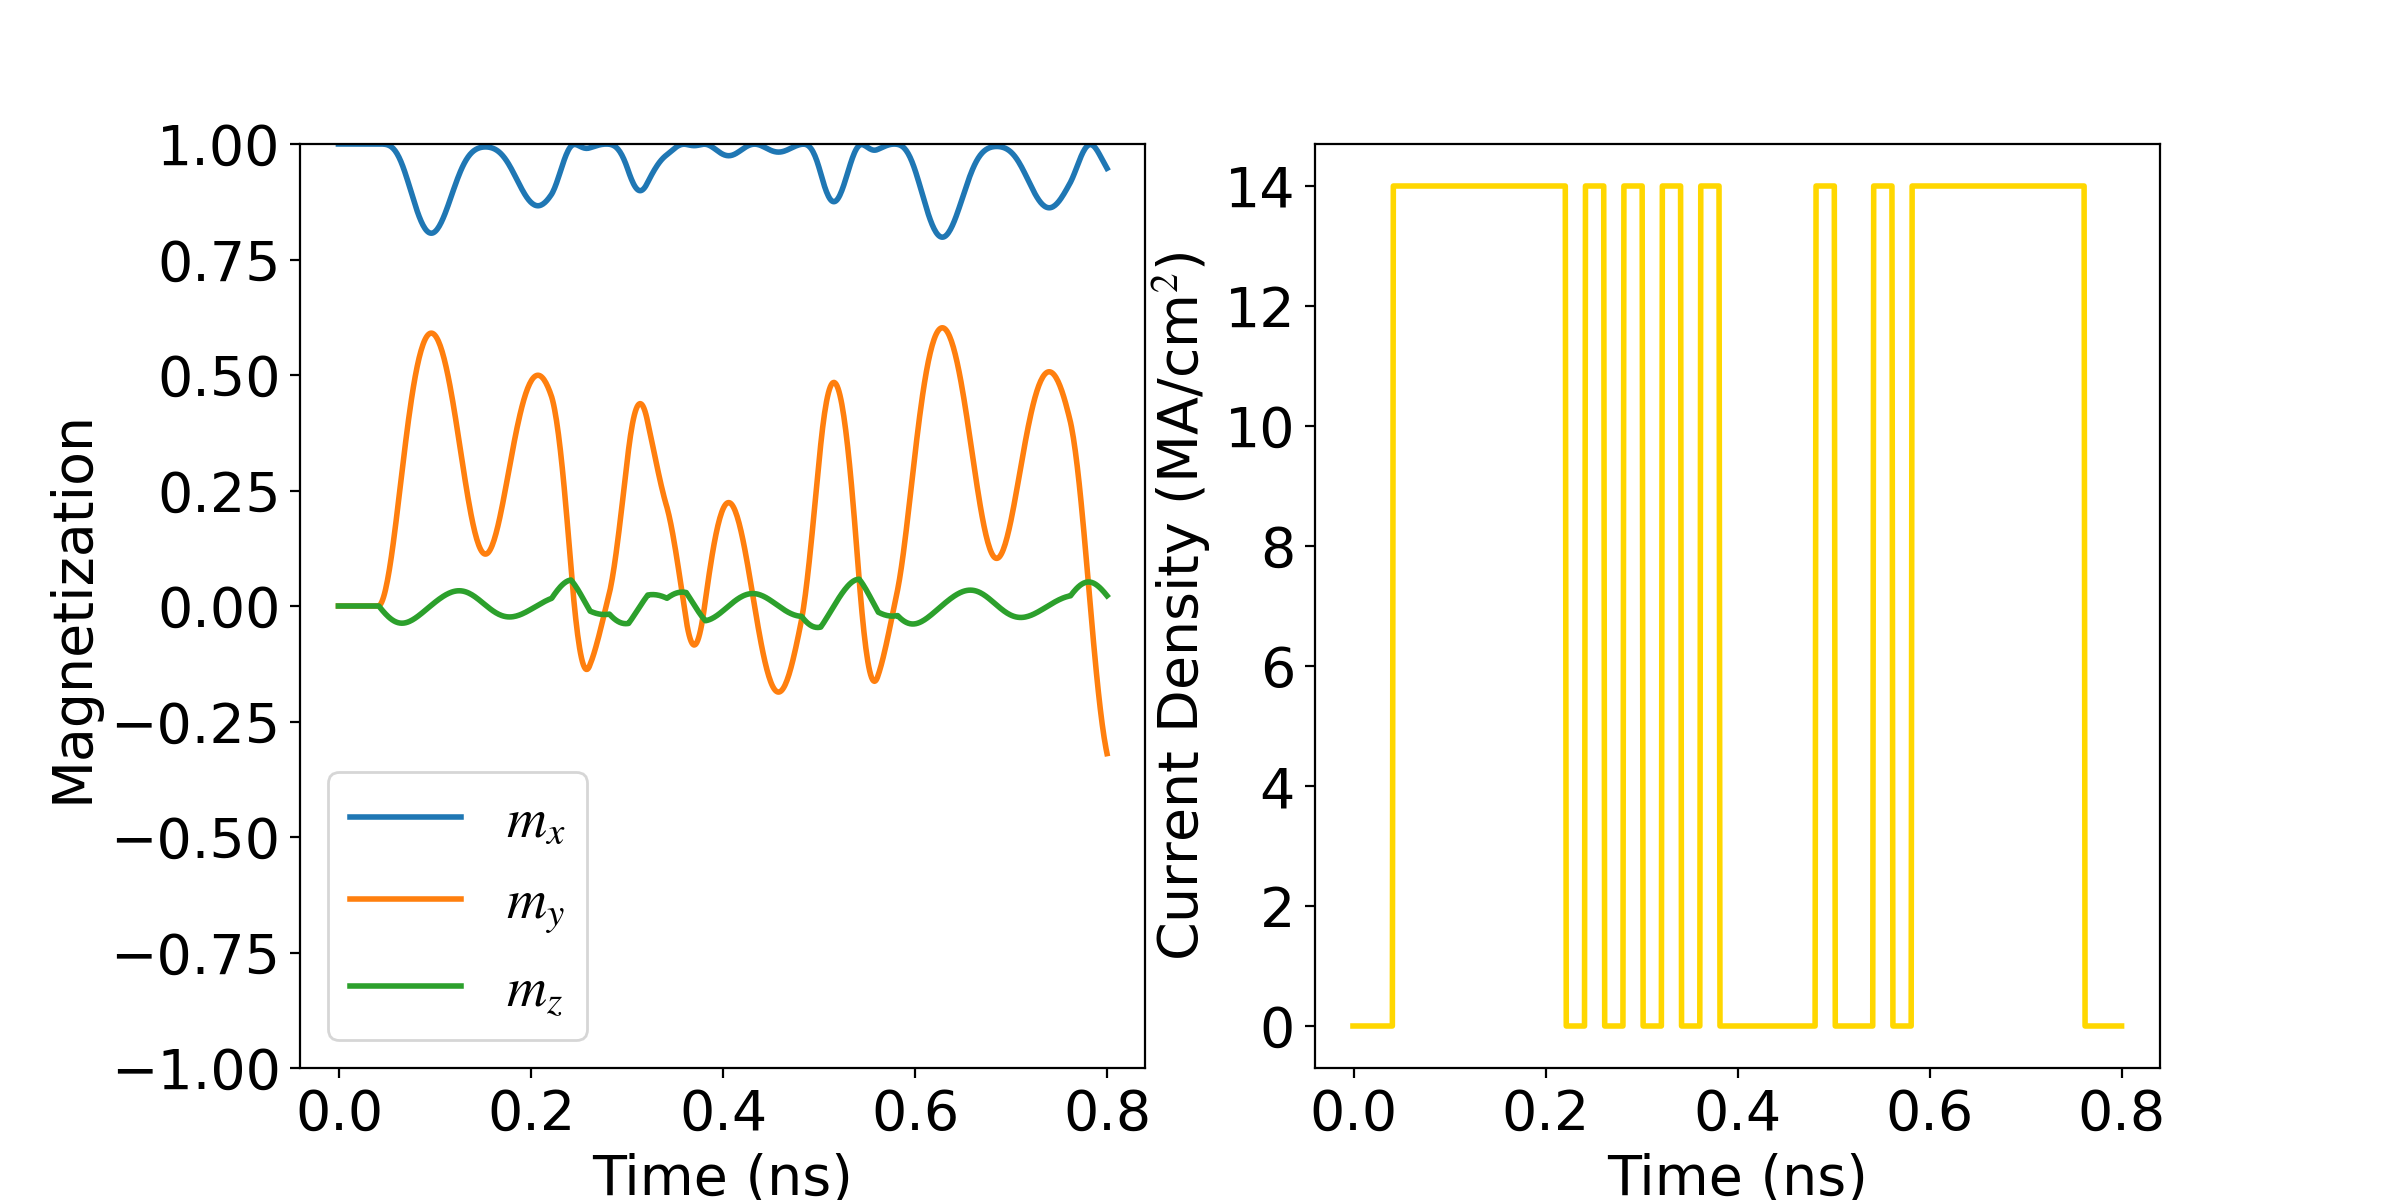 Magnetization
1.00
0.75
0.50
0.25
0.00
−0.25
−0.50
−0.75
−1.00
m_x
m_y
m_z
0.0 0.2 0.4 0.6 0.8
Time (ns)
Current Density (MA/cm²)
14
12
10
8
6
4
2
0
0.0 0.2 0.4 0.6 0.8
Time (ns)